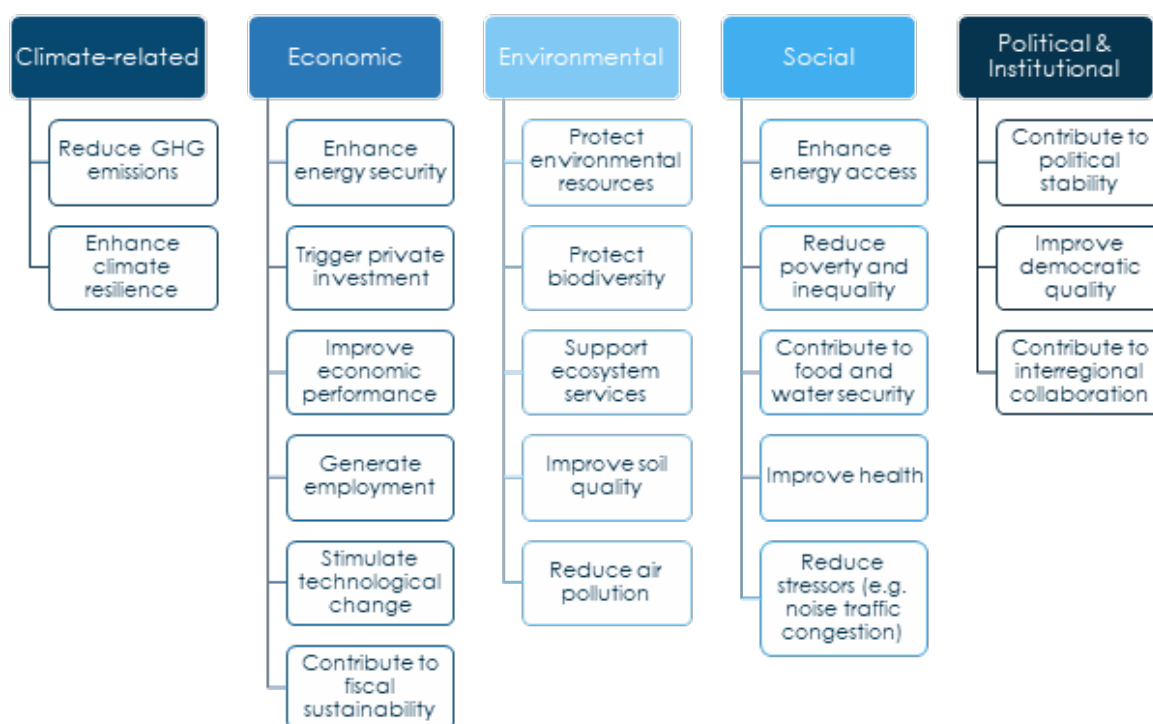 Climate-related
Reduce GHG
emissions
Enhance
climate
resilience
Economic
Enhance
energy security
Trigger private
investment
Improve
economic
performance
Generate
employment
Stimulate
technological
change
Contribute to
fiscal
sustainability
Environmental
Protect
environmental
resources
Protect
biodiversity
Support
ecosystem
services
Improve soil
quality
Reduce air
pollution
Social
Enhance
energy access
Reduce
poverty and
inequality
Contribute to
food and
water security
Improve health
Reduce
stressors (e.g.
noise traffic
congestion)
Political &
Institutional
Contribute to
political
stability
Improve
democratic
quality
Contribute to
interregional
collaboration